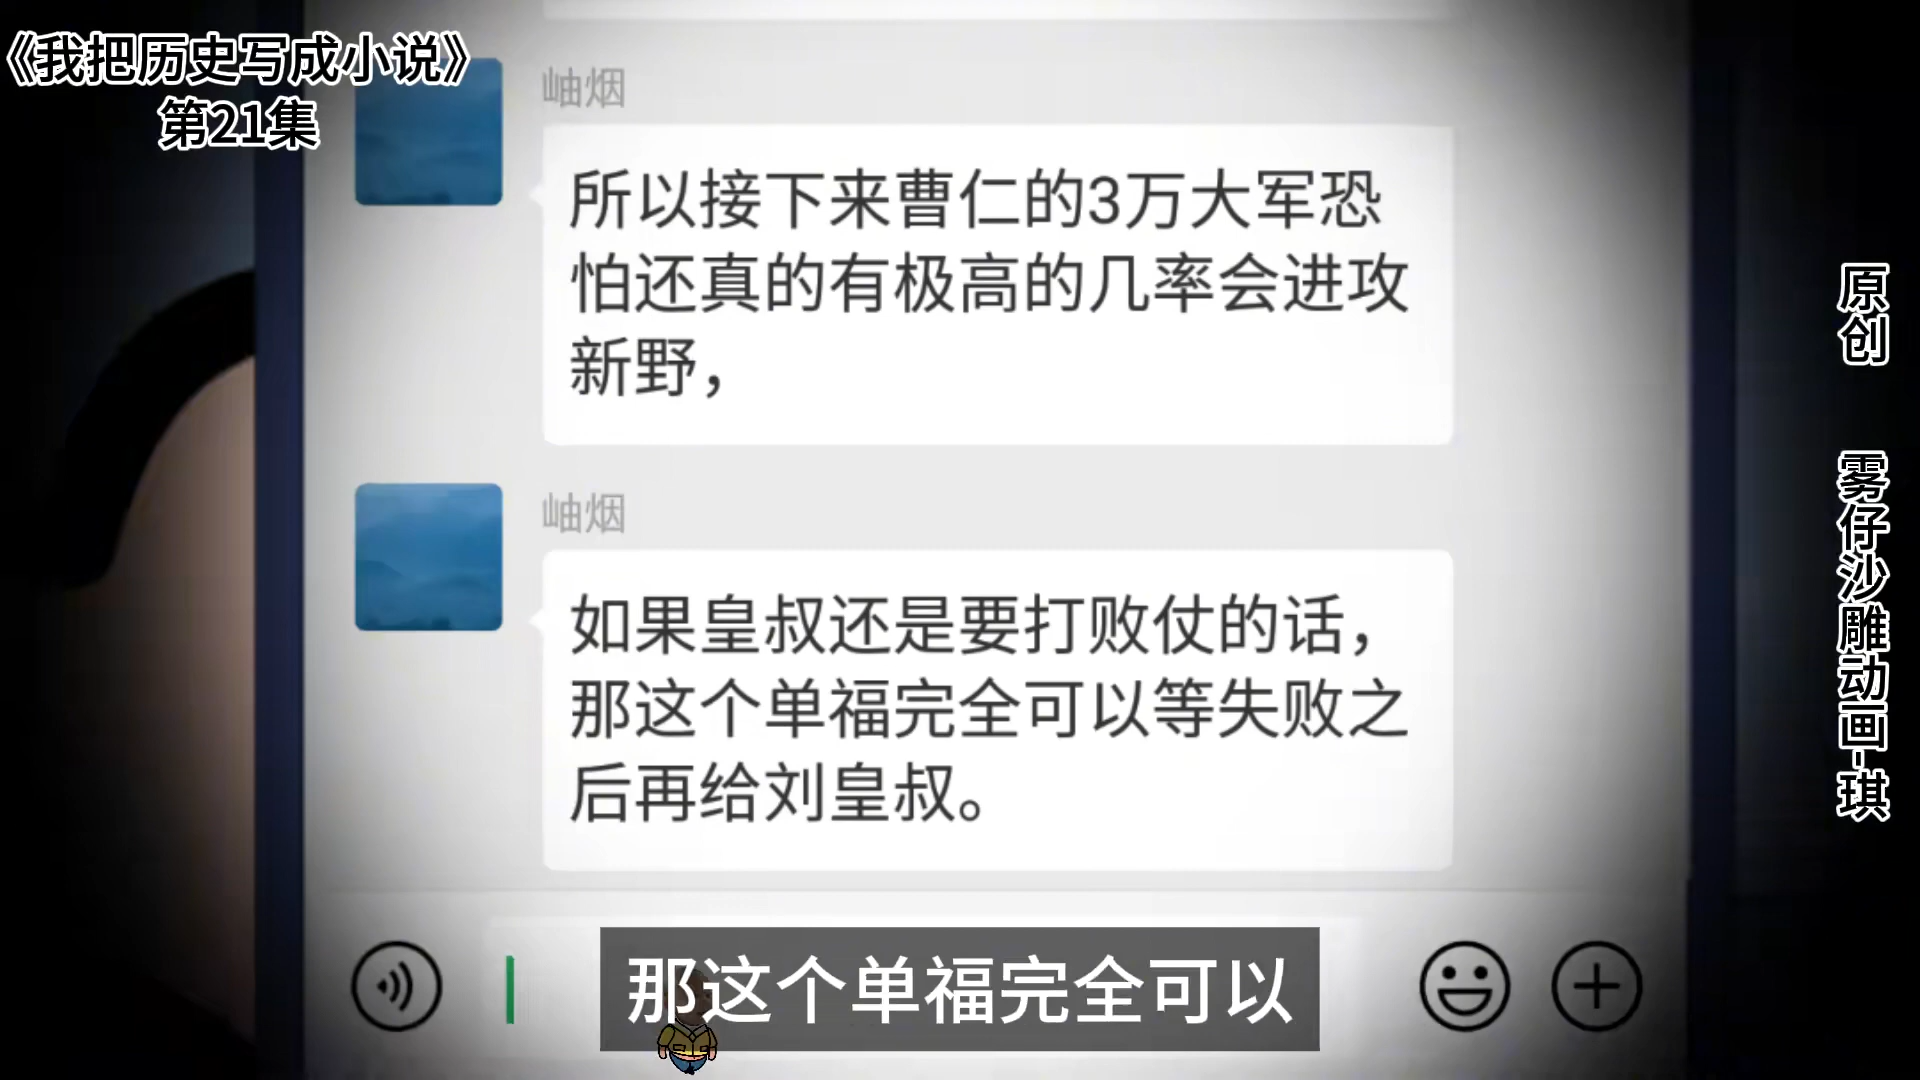 《我把历史写成小说》
第21集
岫烟
所以接下来曹仁的3万大军恐
怕还真的有极高的几率会进攻
新野，
岫烟
如果皇叔还是要打败仗的话，
那这个单福完全可以等失败之
后再给刘皇叔。
那这个单福完全可以
原创
雾仔沙雕动画-琪